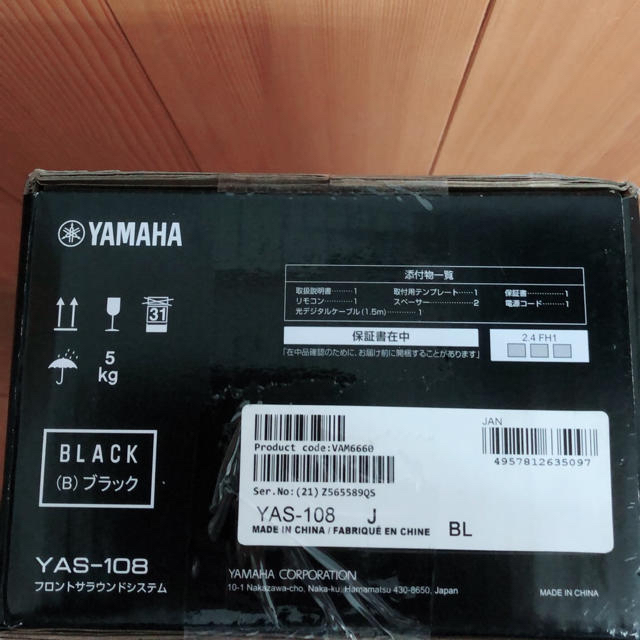 YAMAHA
添付物一覧
取扱説明書………1 取付用テンプレート……1 保証書……………1
リモコン…………1 スペーサー…………2 電源コード………1
光デジタルケーブル(1.5m)…………1
31
保証書在中
「在中品確認のために、お届け前に開梱することがあります」
2.4 FH1
5
kg
BLACK
(B) ブラック
Product code:VAM6660
JAN
4957812635097
Ser.No:(21)Z565589QS
YAS-108 J BL
MADE IN CHINA / FABRIQUÉ EN CHINE
YAS-108
フロントサラウンドシステム
YAMAHA CORPORATION
10-1 Nakazawa-cho, Naka-ku, Hamamatsu 430-8650, Japan
MADE IN CHINA